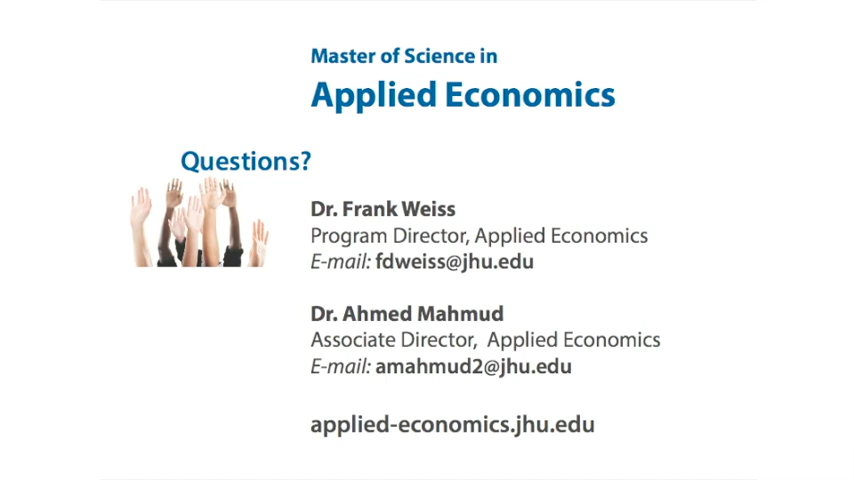 Master of Science in
Applied Economics
Questions?
Dr. Frank Weiss
Program Director, Applied Economics
E-mail: fdweiss@jhu.edu
Dr. Ahmed Mahmud
Associate Director,  Applied Economics
E-mail: amahmud2@jhu.edu
applied-economics.jhu.edu